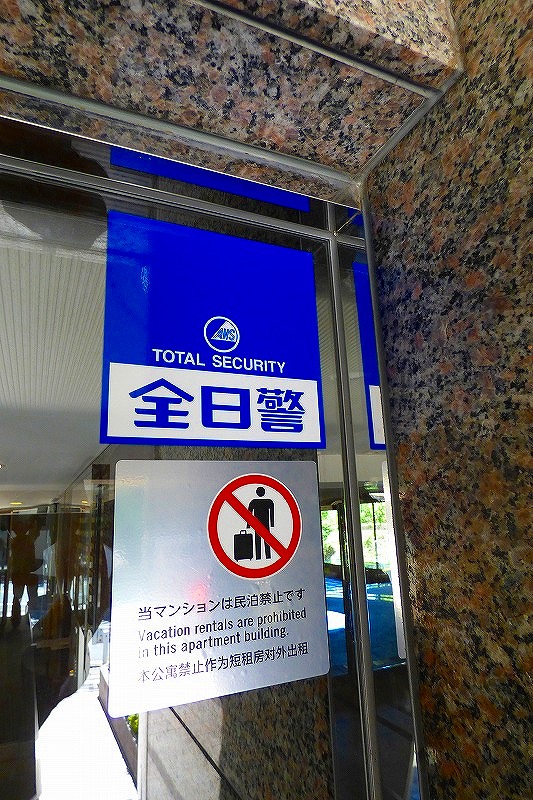 ANS
TOTAL SECURITY
全日警
当マンションは民泊禁止です
Vacation rentals are prohibited
in this apartment building.
本公寓禁止作为短租房对外出租